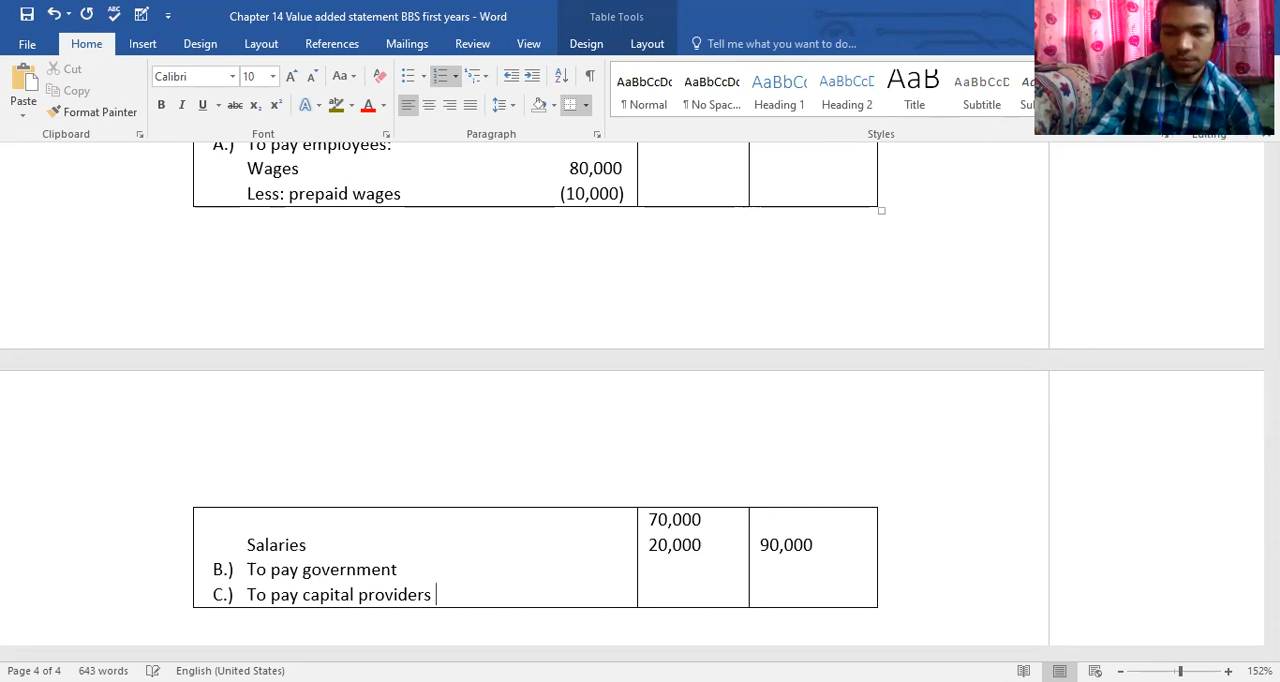 Chapter 14 Value added statement BBS first years - Word
Table Tools
File Home Insert Design Layout References Mailings Review View Design Layout Tell me what you want to do...
Paste
Cut
Copy
Format Painter
Clipboard
Calibri 10
Font
Paragraph
AaBbCcDc AaBbCcDc AaBbCc AaBbCcD AaB AaBbCcD
¶ Normal ¶ No Spac... Heading 1 Heading 2 Title Subtitle
Styles
Editing
A.) To pay employees:
Wages 80,000
Less: prepaid wages (10,000)
70,000
Salaries 20,000 90,000
B.) To pay government
C.) To pay capital providers
Page 4 of 4 643 words English (United States) 152%